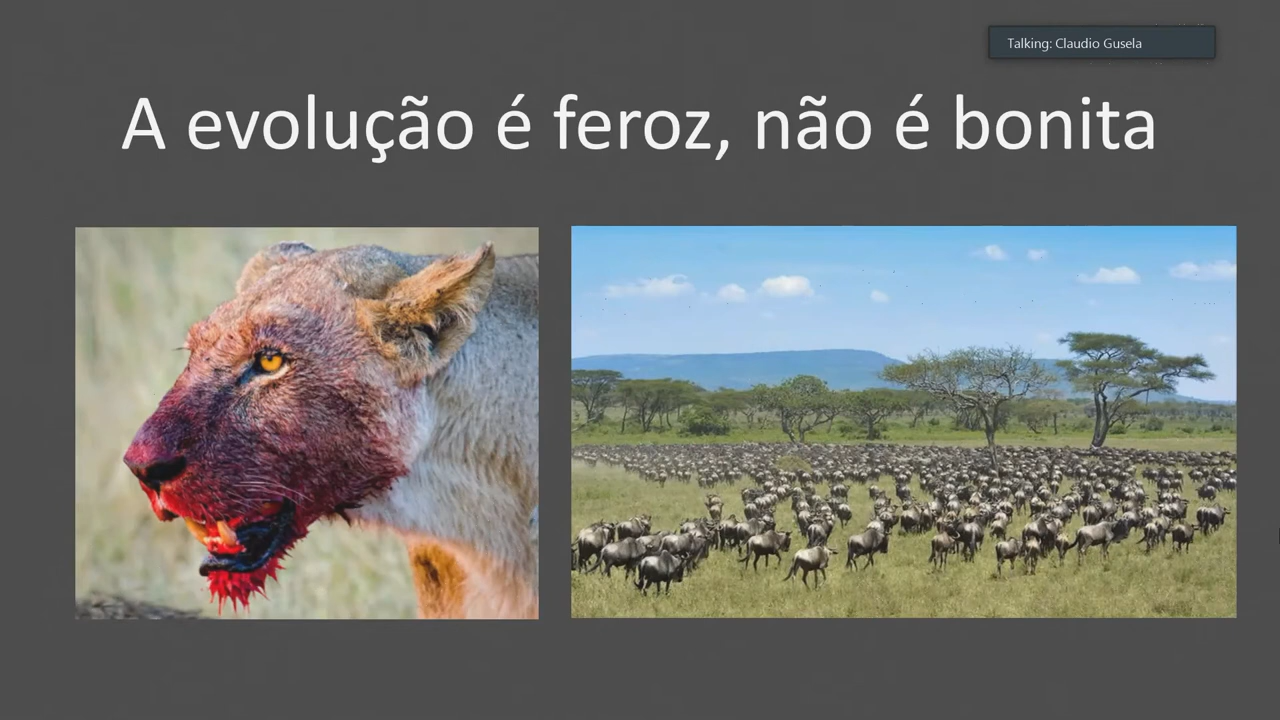 Talking: Claudio Gusela
A evolução é feroz, não é bonita